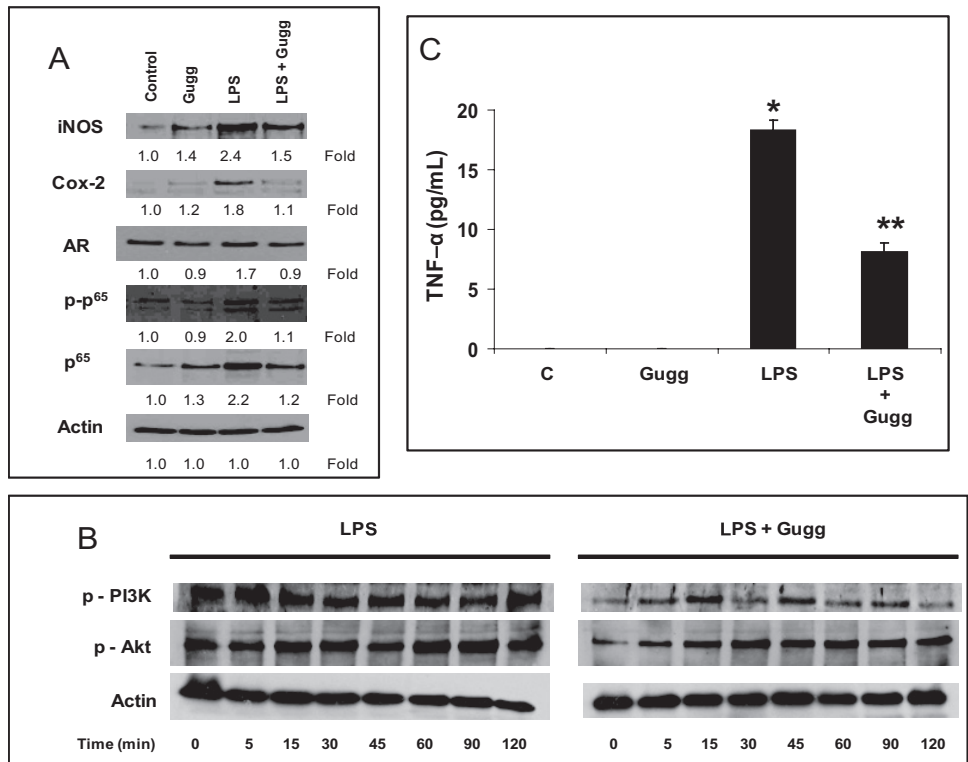 A
Control Gugg LPS LPS + Gugg
iNOS
1.0 1.4 2.4 1.5 Fold
Cox-2
1.0 1.2 1.8 1.1 Fold
AR
1.0 0.9 1.7 0.9 Fold
p-p⁶⁵
1.0 0.9 2.0 1.1 Fold
p⁶⁵
1.0 1.3 2.2 1.2 Fold
Actin
1.0 1.0 1.0 1.0 Fold
C
TNF–α (pg/mL)
20
15
10
5
0
*
**
C Gugg LPS LPS + Gugg
B
LPS LPS + Gugg
p - PI3K
p - Akt
Actin
Time (min) 0 5 15 30 45 60 90 120 0 5 15 30 45 60 90 120